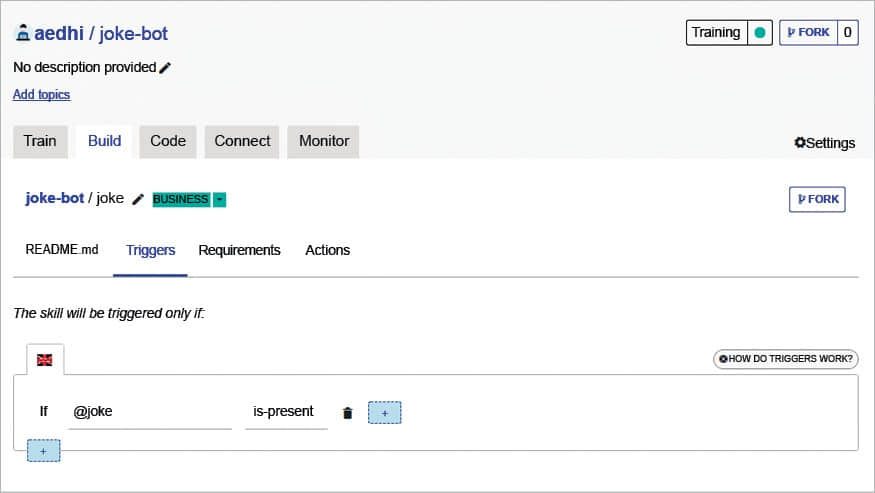 aedhi / joke-bot
Training
FORK 0
No description provided
Add topics
Train Build Code Connect Monitor
Settings
joke-bot / joke BUSINESS
FORK
README.md Triggers Requirements Actions
The skill will be triggered only if:
HOW DO TRIGGERS WORK?
If @joke is-present +
+